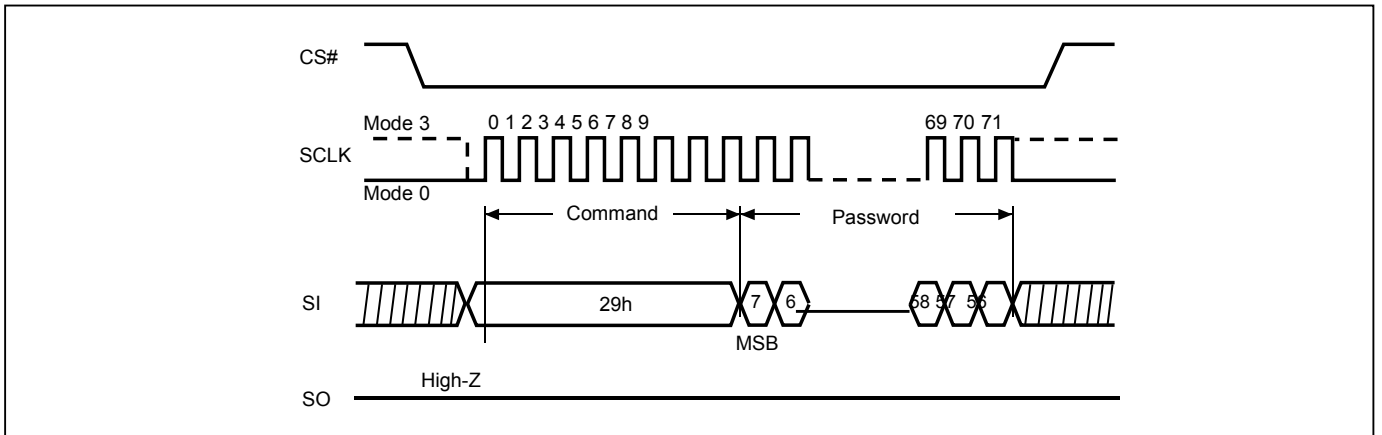 CS#
Mode 3
0 1 2 3 4 5 6 7 8 9
69 70 71
SCLK
Mode 0
Command
Password
SI
29h
7
6
58 57 56
MSB
High-Z
SO